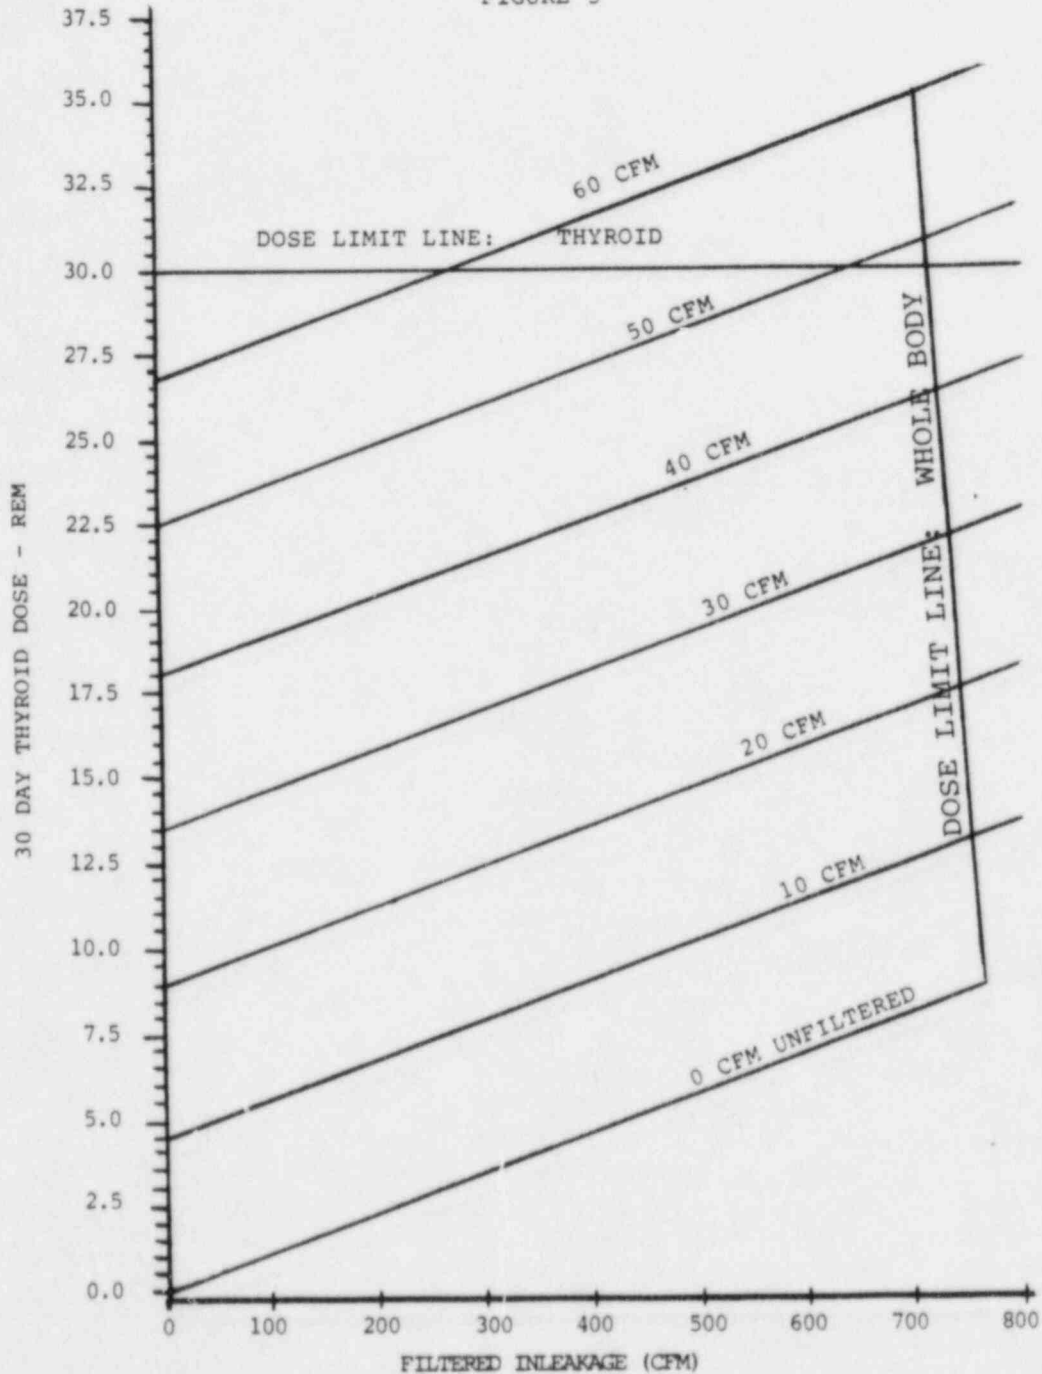 37.5
35.0
32.5
30.0
27.5
25.0
22.5
20.0
17.5
15.0
12.5
10.0
7.5
5.0
2.5
0.0
30 DAY THYROID DOSE - REM
60 CFM
DOSE LIMIT LINE: THYROID
50 CFM
40 CFM
30 CFM
20 CFM
10 CFM
0 CFM UNFILTERED
DOSE LIMIT LINE: WHOLE BODY
0 100 200 300 400 500 600 700 800
FILTERED INLEAKAGE (CFM)